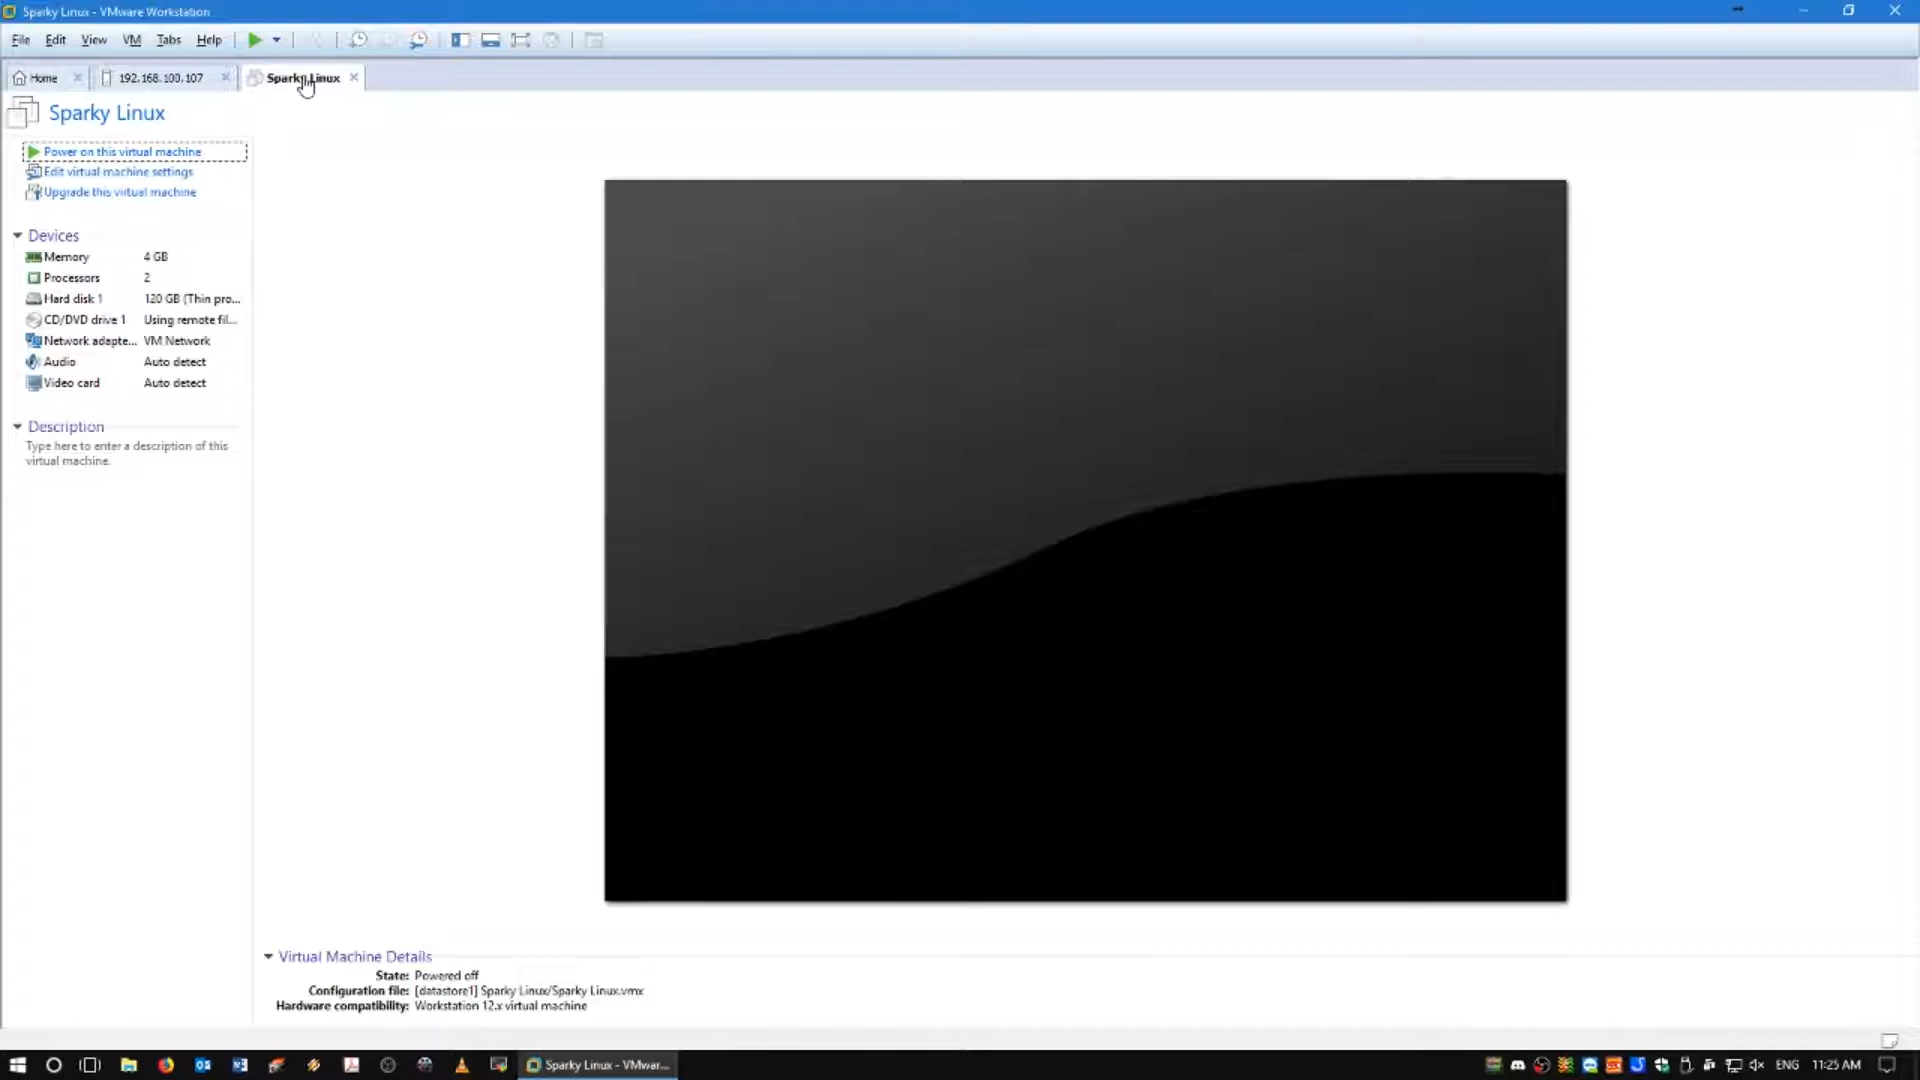 Sparky Linux - VMware Workstation
File Edit View VM Tabs Help
Home 192.168.100.107 Sparky Linux
Sparky Linux
Power on this virtual machine
Edit virtual machine settings
Upgrade this virtual machine
Devices
Memory 4 GB
Processors 2
Hard disk 1 120 GB (Thin pro...
CD/DVD drive 1 Using remote fil...
Network adapte... VM Network
Audio Auto detect
Video card Auto detect
Description
Type here to enter a description of this
virtual machine.
Virtual Machine Details
State: Powered off
Configuration file: [datastore1] Sparky Linux/Sparky Linux.vmx
Hardware compatibility: Workstation 12.x virtual machine
Sparky Linux - VMwar... ENG 11:25 AM